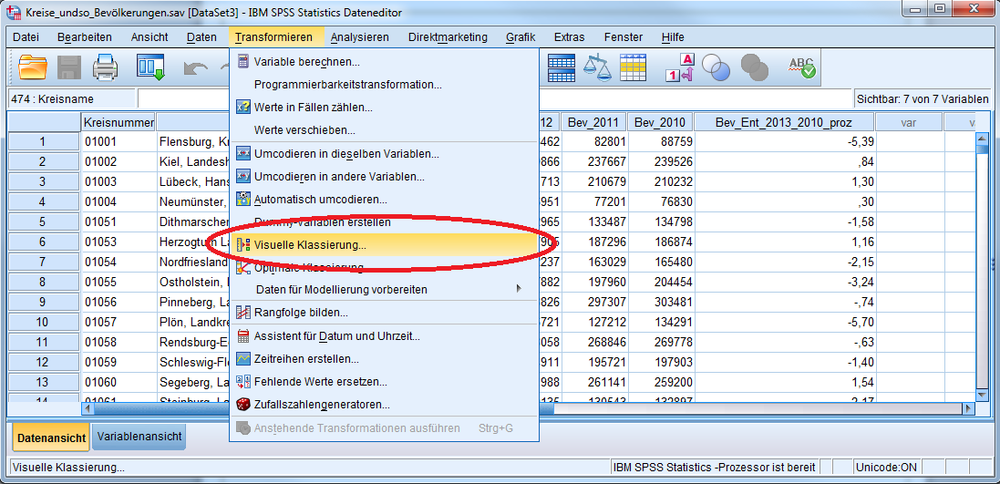 Kreise_undso_Bevölkerungen.sav [DataSet3] - IBM SPSS Statistics Dateneditor
Datei Bearbeiten Ansicht Daten Transformieren Analysieren Direktmarketing Grafik Extras Fenster Hilfe
Variable berechnen...
Programmierbarkeitstransformation...
Werte in Fällen zählen...
Werte verschieben...
Umcodieren in dieselben Variablen...
Umcodieren in andere Variablen...
Automatisch umcodieren...
Dummy-Variablen erstellen
Visuelle Klassierung...
Optimale Klassierung...
Daten für Modellierung vorbereiten
Rangfolge bilden...
Assistent für Datum und Uhrzeit...
Zeitreihen erstellen...
Fehlende Werte ersetzen...
Zufallszahlengeneratoren...
Anstehende Transformationen ausführen Strg+G
474 : Kreisname Sichtbar: 7 von 7 Variablen
Kreisnummer 12 Bev_2011 Bev_2010 Bev_Ent_2013_2010_proz var
1 01001 Flensburg, K 462 82801 88759 -5,39
2 01002 Kiel, Landesh 9866 237667 239526 ,84
3 01003 Lübeck, Hans 713 210679 210232 1,30
4 01004 Neumünster, 951 77201 76830 ,30
5 01051 Dithmarschen 965 133487 134798 -1,58
6 01053 Herzogtum La 905 187296 186874 1,16
7 01054 Nordfriesland 237 163029 165480 -2,15
8 01055 Ostholstein, 882 197960 204454 -3,24
9 01056 Pinneberg, La 326 297307 303481 -,74
10 01057 Plön, Landkre 721 127212 134291 -5,70
11 01058 Rendsburg-E 058 268846 269778 -,63
12 01059 Schleswig-Fl 911 195721 197903 -1,40
13 01060 Segeberg, La 988 261141 259200 1,54
14 01061 Steinburg, La 135 130543 132897 -2,17
Datenansicht Variablenansicht
Visuelle Klassierung... IBM SPSS Statistics -Prozessor ist bereit Unicode:ON